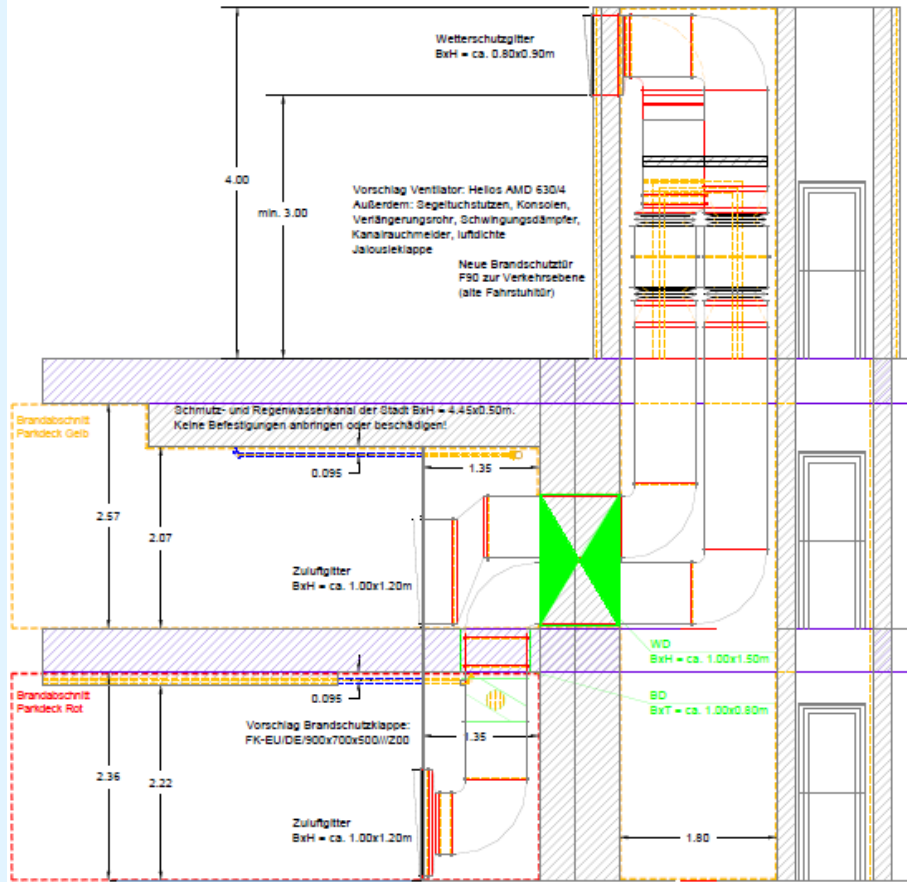 Wetterschutzgitter
BxH = ca. 0.80x0.90m
4.00
min. 3.00
Vorschlag Ventilator: Helios AMD 630/4
Außerdem: Segeltuchstutzen, Konsolen,
Verlängerungsrohr, Schwingungsdämpfer,
Kanalrauchmelder, luftdichte
Jalousieklappe
Neue Brandschutztür
F90 zur Verkehrsebene
(alte Fahrstuhltür)
Brandabschnitt
Parkdeck Gelb
Schmutz- und Regenwasserkanal der Stadt BxH = 4.45x0.50m.
Keine Befestigungen anbringen oder beschädigen!
0.095
1.35
2.57
2.07
Zuluftgitter
BxH = ca. 1.00x1.20m
WD
BxH = ca. 1.00x1.50m
Brandabschnitt
Parkdeck Rot
0.095
BD
BxT = ca. 1.00x0.80m
Vorschlag Brandschutzklappe:
FK-EU/DE/900x700x500///Z00
1.35
2.36
2.22
Zuluftgitter
BxH = ca. 1.00x1.20m
1.80